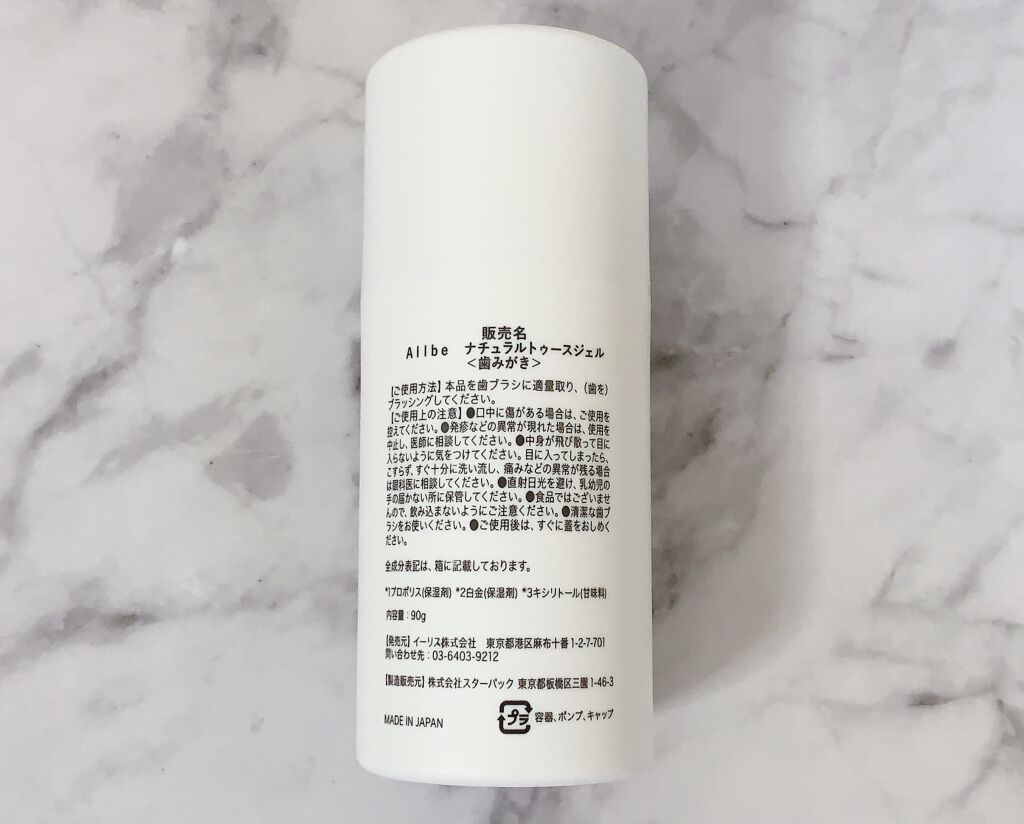 販売名
Allbe ナチュラルトゥースジェル
<歯みがき>
【ご使用方法】本品を歯ブラシに適量取り、(歯を)
ブラッシングしてください。
【ご使用上の注意】●口中に傷がある場合は、ご使用を
控えてください。●発疹などの異常が現れた場合は、使用を
中止し、医師に相談してください。●中身が飛び散って目に
入らないように気をつけてください。目に入ってしまったら、
こすらず、すぐ十分に洗い流し、痛みなどの異常が残る場合
は眼科医に相談してください。●直射日光を避け、乳幼児の
手の届かない所に保管してください。●食品ではございませ
んので、飲み込まないようにご注意ください。●清潔な歯ブ
ラシをお使いください。●ご使用後は、すぐに蓋をおしめく
ださい。
全成分表記は、箱に記載しております。
*1プロポリス(保湿剤) *2白金(保湿剤) *3キシリトール(甘味料)
内容量:90g
【発売元】イーリス株式会社 東京都港区麻布十番1-2-7-701
問い合わせ先:03-6403-9212
【製造販売元】株式会社スターパック 東京都板橋区三園1-46-3
MADE IN JAPAN プラ 容器、ポンプ、キャップ